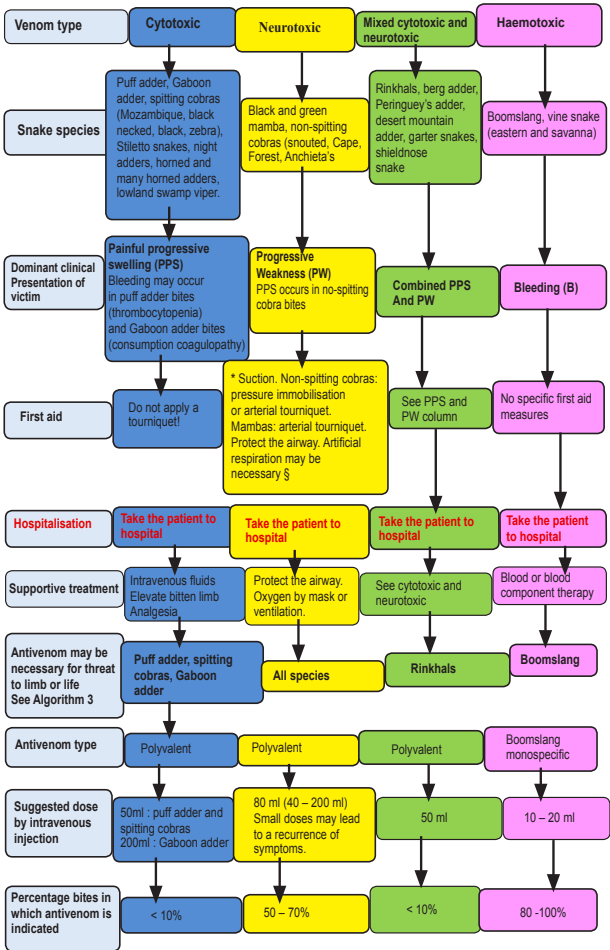 Venom type
Cytotoxic
Neurotoxic
Mixed cytotoxic and
neurotoxic
Haemotoxic
Snake species
Puff adder, Gaboon
adder, spitting cobras
(Mozambique, black
necked, black, zebra),
Stiletto snakes, night
adders, horned and
many horned adders,
lowland swamp viper.
Black and green
mamba, non-spitting
cobras (snouted, Cape,
Forest, Anchieta's
Rinkhals, berg adder,
Peringuey's adder,
desert mountain
adder, garter snakes,
shieldnose
snake
Boomslang, vine snake
(eastern and savanna)
Dominant clinical
Presentation of
victim
Painful progressive
swelling (PPS)
Bleeding may occur
in puff adder bites
(thrombocytopenia)
and Gaboon adder bites
(consumption coagulopathy)
Progressive
Weakness (PW)
PPS occurs in no-spitting
cobra bites
Combined PPS
And PW
Bleeding (B)
First aid
Do not apply a
tourniquet!
* Suction. Non-spitting cobras:
pressure immobilisation
or arterial tourniquet.
Mambas: arterial tourniquet.
Protect the airway. Artificial
respiration may be
necessary §
See PPS and
PW column
No specific first aid
measures
Hospitalisation
Take the patient to
hospital
Take the patient to
hospital
Take the patient to
hospital
Take the patient
to hospital
Supportive treatment
Intravenous fluids
Elevate bitten limb
Analgesia
Protect the airway.
Oxygen by mask or
ventilation.
See cytotoxic and
neurotoxic
Blood or blood
component therapy
Antivenom may be
necessary for threat
to limb or life
See Algorithm 3
Puff adder, spitting
cobras, Gaboon
adder
All species
Rinkhals
Boomslang
Antivenom type
Polyvalent
Polyvalent
Polyvalent
Boomslang
monospecific
Suggested dose
by intravenous
injection
50ml : puff adder and
spitting cobras
200ml : Gaboon adder
80 ml (40 – 200 ml)
Small doses may lead
to a recurrence of
symptoms.
50 ml
10 – 20 ml
Percentage bites in
which antivenom is
indicated
< 10%
50 – 70%
< 10%
80 -100%